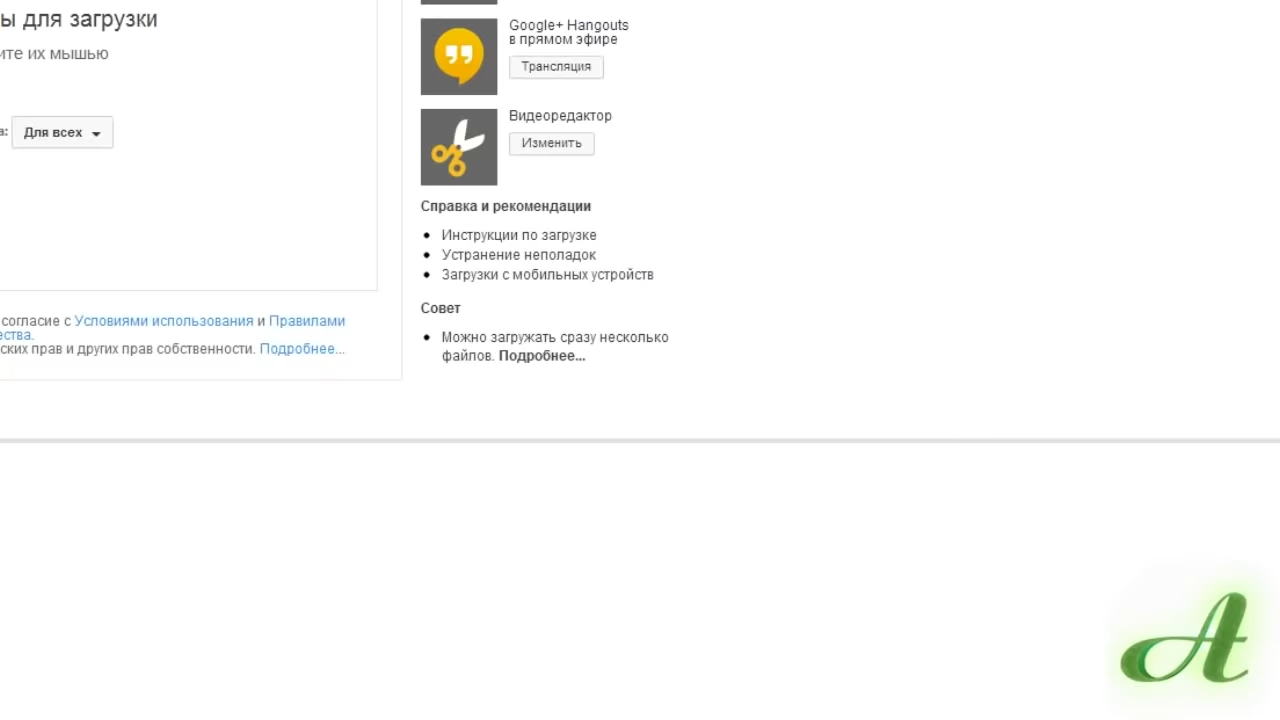 ы для загрузки
ите их мышью
а:
Для всех
согласие с Условиями использования и Правилами
ества.
ских прав и других прав собственности. Подробнее...
Google+ Hangouts
в прямом эфире
Трансляция
Видеоредактор
Изменить
Справка и рекомендации
Инструкции по загрузке
Устранение неполадок
Загрузки с мобильных устройств
Совет
Можно загружать сразу несколько
файлов. Подробнее...
A